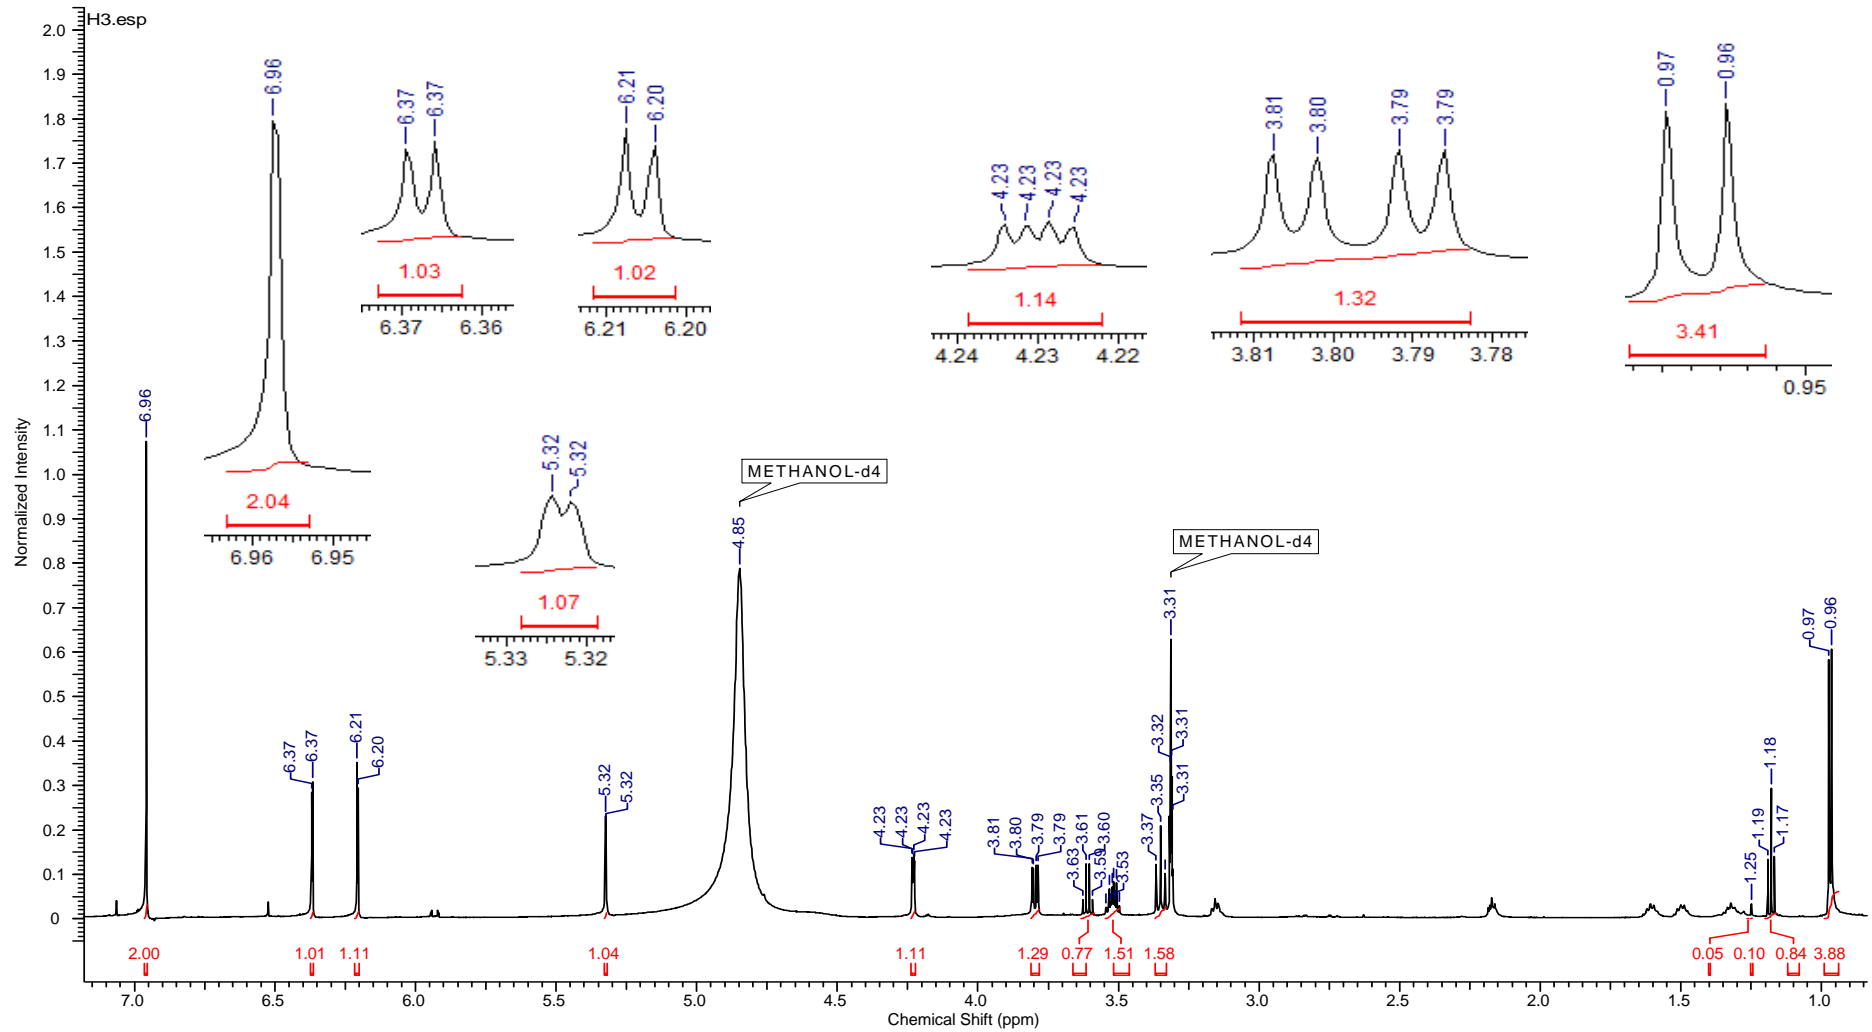 H3.esp
Normalized Intensity
2.0
1.9
1.8
1.7
1.6
1.5
1.4
1.3
1.2
1.1
1.0
0.9
0.8
0.7
0.6
0.5
0.4
0.3
0.2
0.1
0
6.96
2.04
6.96 6.95
6.37 6.37
1.03
6.37 6.36
6.21 6.20
1.02
6.21 6.20
5.32 5.32
1.07
5.33 5.32
4.23 4.23 4.23 4.23
1.14
4.24 4.23 4.22
3.81 3.80 3.79 3.79
1.32
3.81 3.80 3.79 3.78
0.97 0.96
3.41
0.95
METHANOL-d4
METHANOL-d4
6.96
6.37 6.37
6.21 6.20
5.32 5.32
4.85
4.23 4.23 4.23 4.23
3.81 3.80 3.79 3.79
3.63 3.61 3.60 3.59 3.53
3.37 3.35 3.32 3.31 3.31 3.31
1.25 1.19 1.18 1.17
0.97 0.96
2.00 1.01 1.11 1.04 1.11 1.29 0.77 1.51 1.58 0.05 0.10 0.84 3.88
7.0 6.5 6.0 5.5 5.0 4.5 4.0 3.5 3.0 2.5 2.0 1.5 1.0
Chemical Shift (ppm)